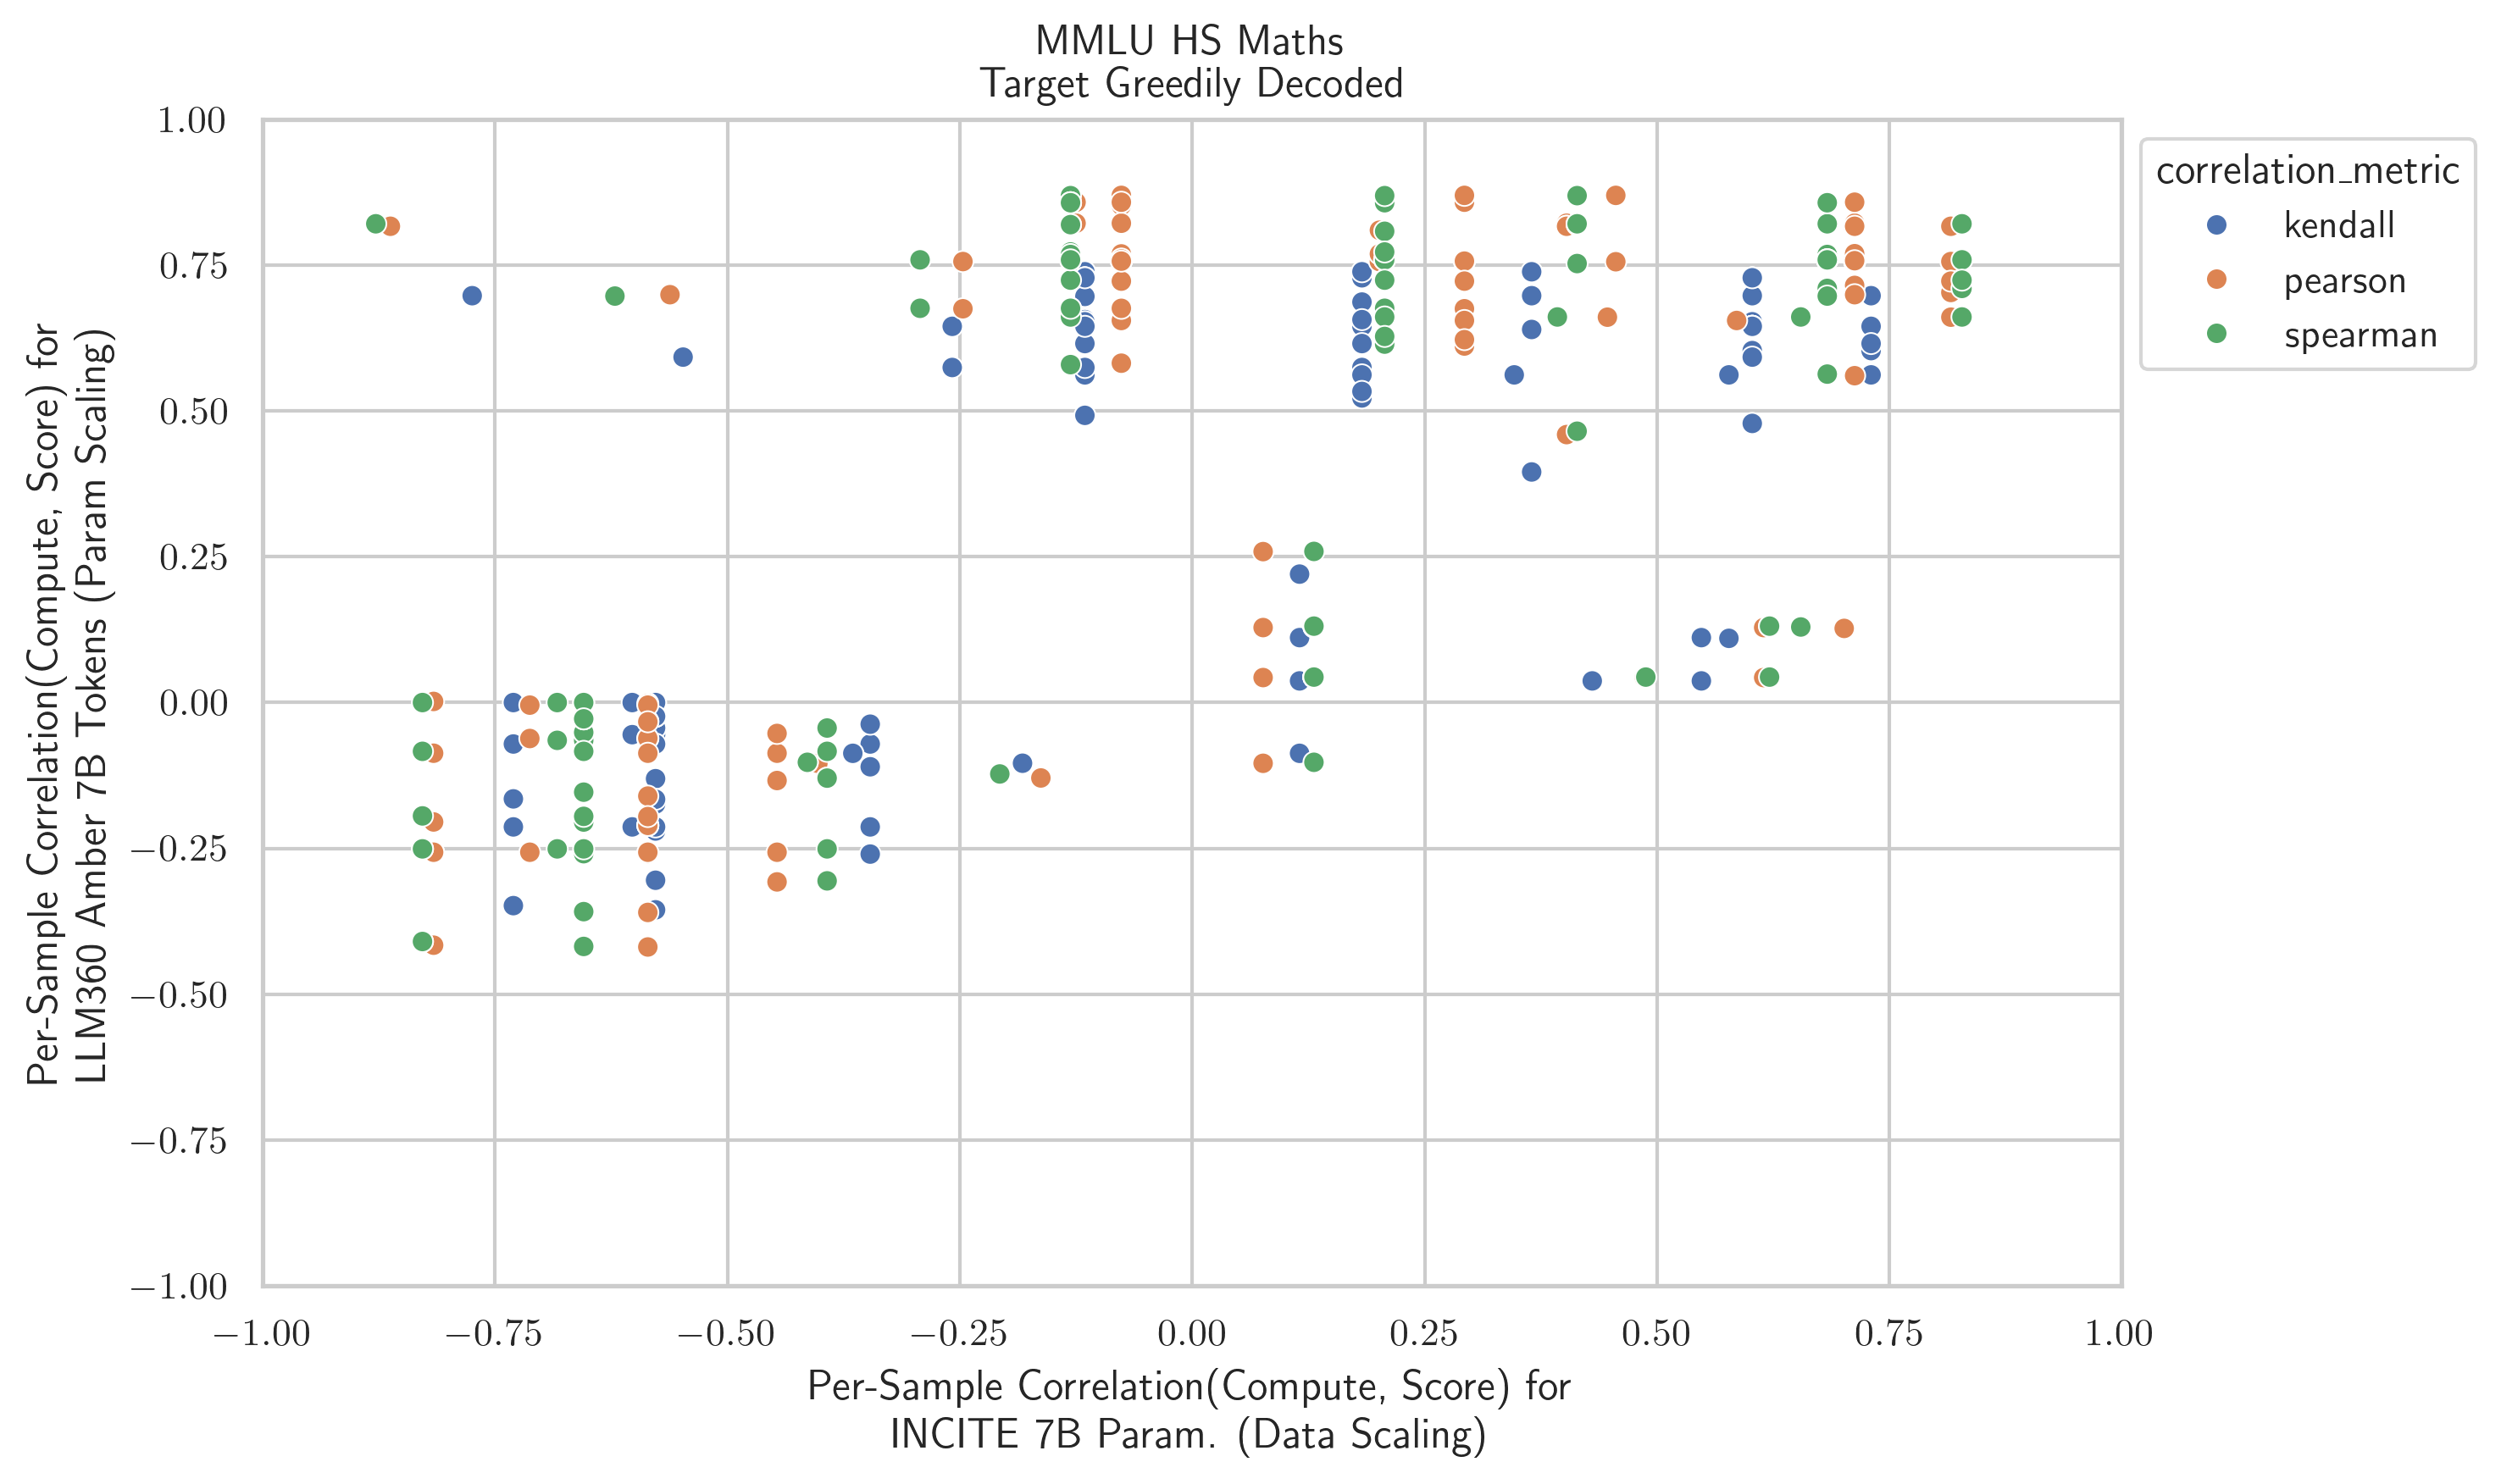 MMLU HS Maths
Target Greedily Decoded
1.00
0.75
0.50
0.25
0.00
−0.25
−0.50
−0.75
−1.00
Per-Sample Correlation(Compute, Score) for
LLM360 Amber 7B Tokens (Param Scaling)
correlation_metric
kendall
pearson
spearman
−1.00 −0.75 −0.50 −0.25 0.00 0.25 0.50 0.75 1.00
Per-Sample Correlation(Compute, Score) for
INCITE 7B Param. (Data Scaling)